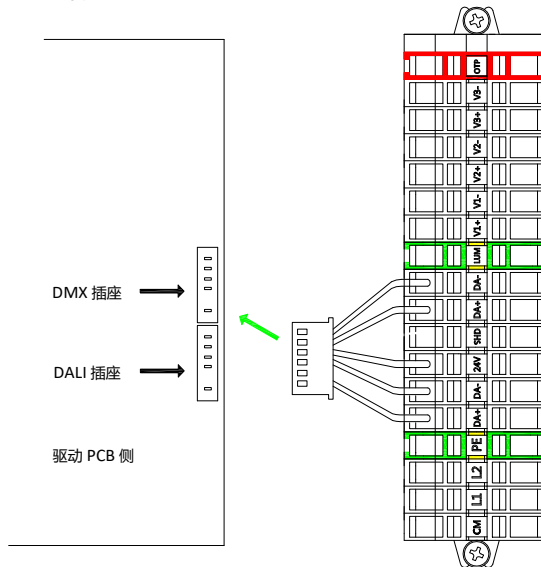 DMX 插座
DALI 插座
驱动 PCB 侧
OTP
V3-
V3+
V2-
V2+
V1-
V1+
LUM
DA-
DA+
SHD
24V
DA-
DA+
PE
L2
L1
CM